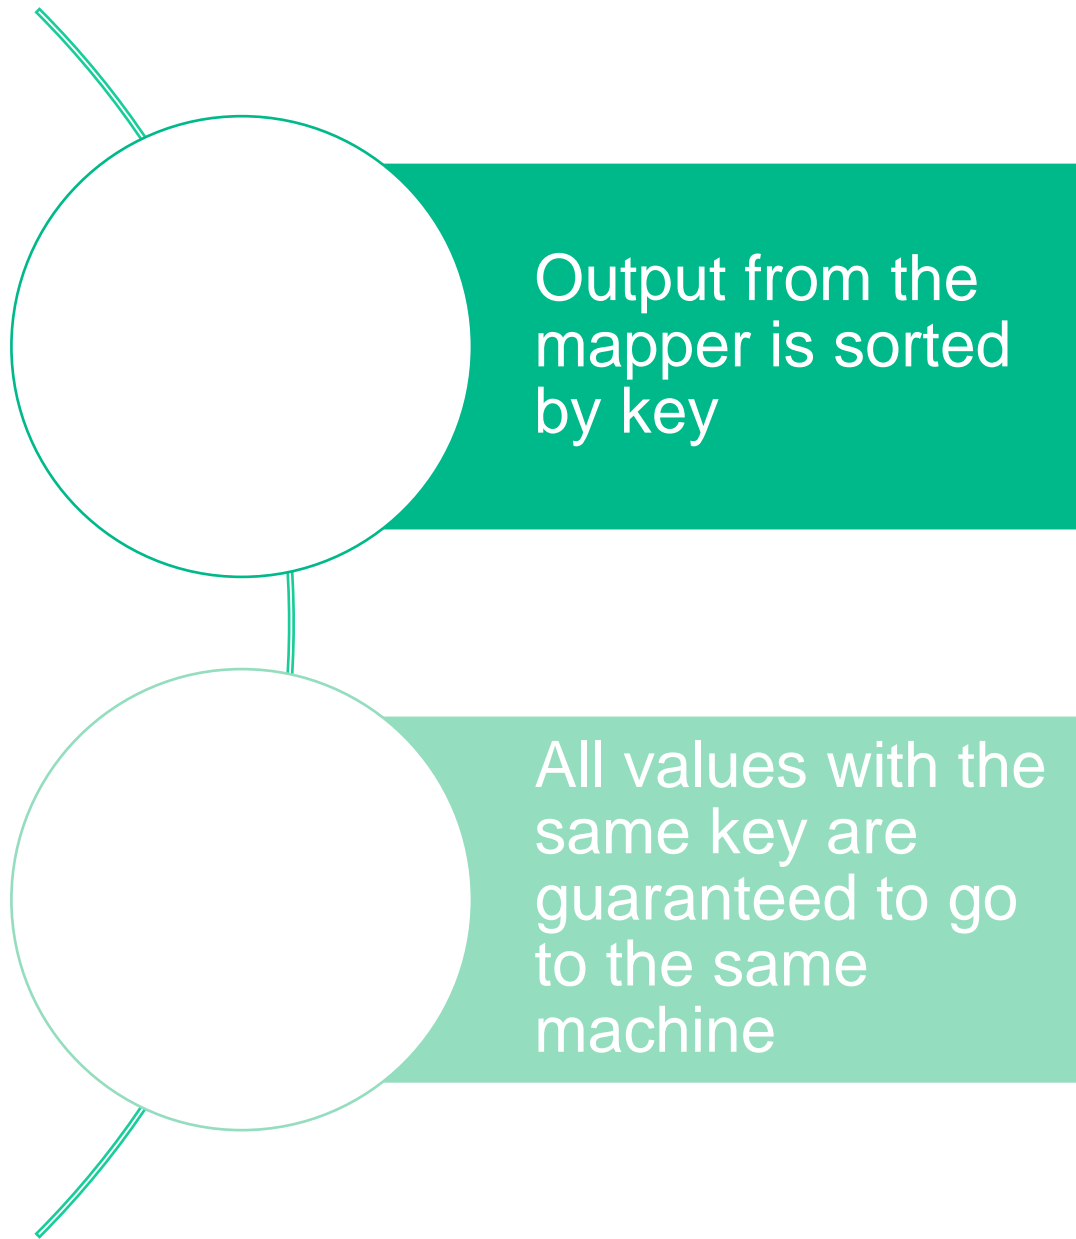 Output from the
mapper is sorted
by key
All values with the
same key are
guaranteed to go
to the same
machine